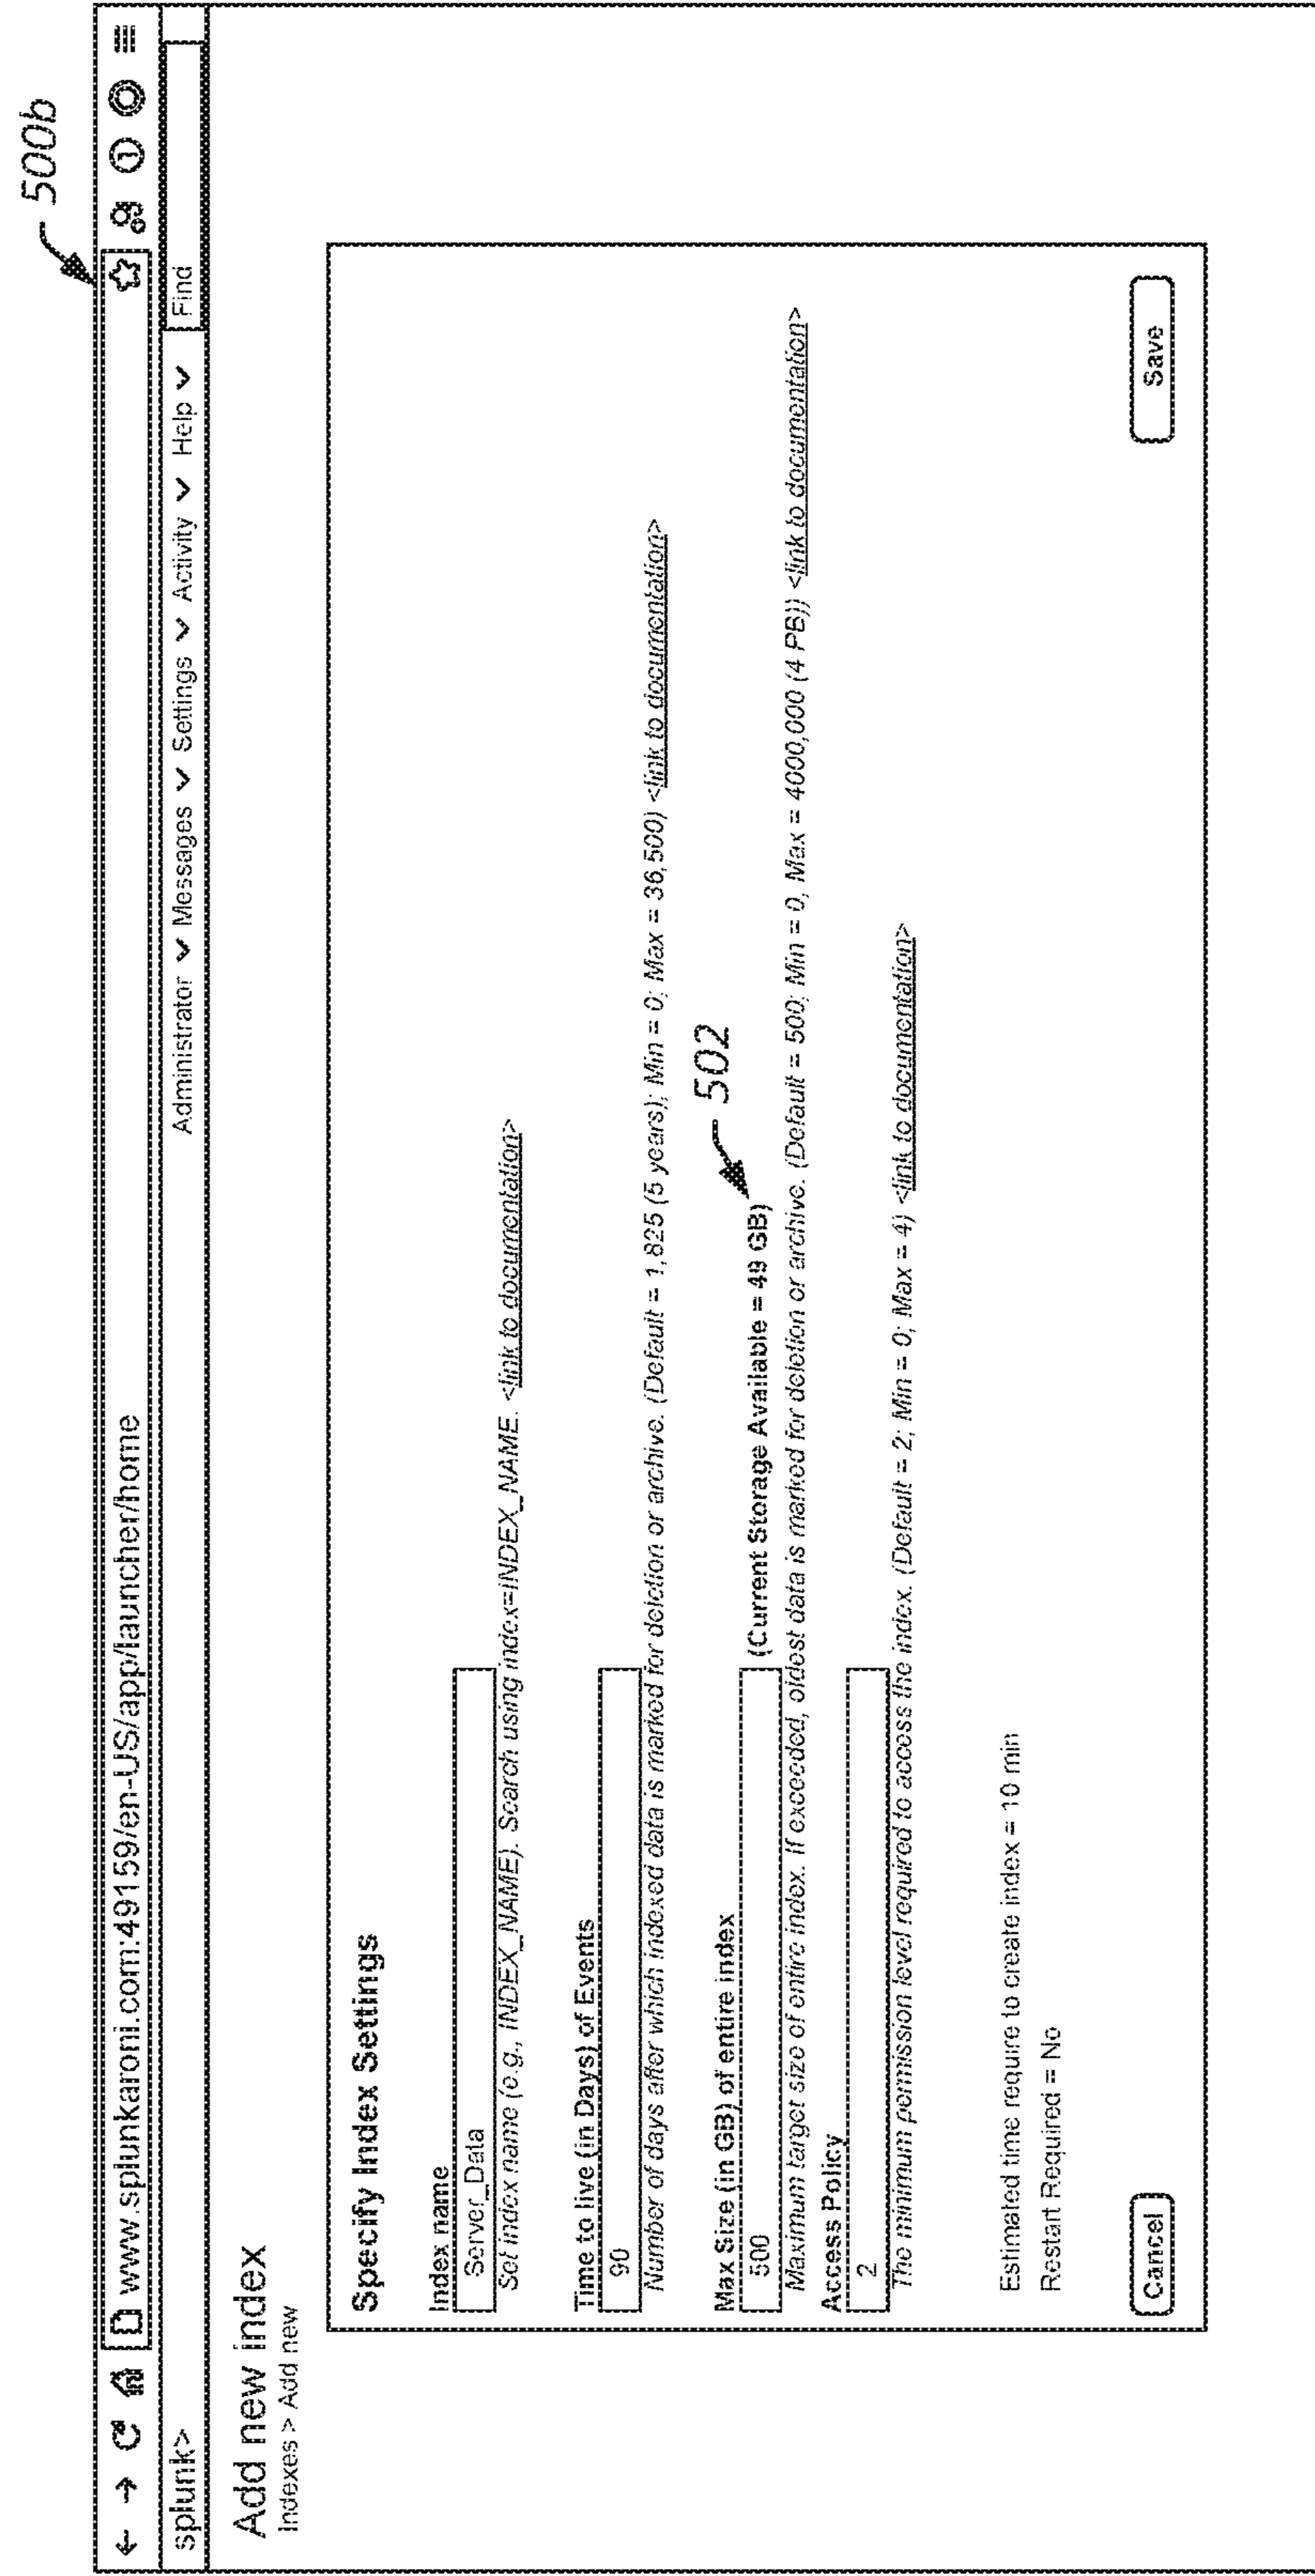 500b
www.splunkaroni.com:49159/en-US/app/launcher/home
splunk> Administrator Messages Settings Activity Help Find
Add new index
Indexes > Add new
Specify Index Settings
Index name
Server_Data
Set index name (e.g., INDEX_NAME). Search using index=INDEX_NAME. <link to documentation>
Time to live (in Days) of Events
90
Number of days after which indexed data is marked for deletion or archive. (Default = 1,825 (5 years); Min = 0; Max = 36,500) <link to documentation>
502
Max Size (in GB) of entire index
500 (Current Storage Available = 49 GB)
Maximum target size of entire index. If exceeded, oldest data is marked for deletion or archive. (Default = 500; Min = 0, Max = 4000,000 (4 PB)) <link to documentation>
Access Policy
2
The minimum permission level required to access the index. (Default = 2; Min = 0; Max = 4) <link to documentation>
Estimated time require to create index = 10 min
Restart Required = No
Cancel Save